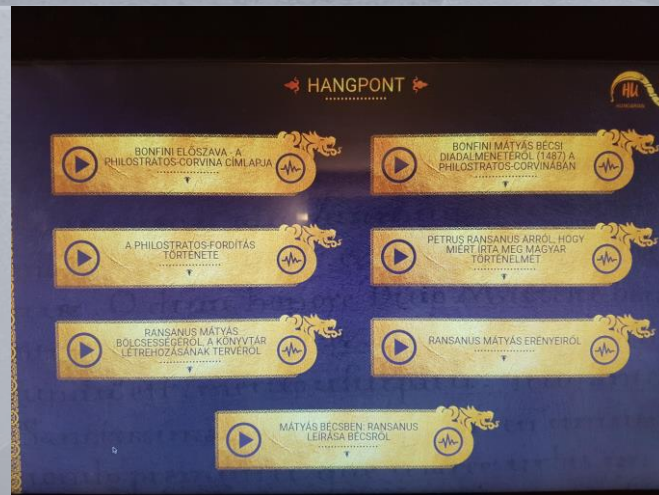 HANGPONT
HU
BONFINI ELŐSZAVA - A
PHILOSTRATOS-CORVINA CÍMLAPJA
BONFINI MÁTYÁS BÉCSI
DIADALMENETÉRŐL (1487) A
PHILOSTRATOS-CORVINÁBAN
A PHILOSTRATOS-FORDÍTÁS
TÖRTÉNETE
PETRUS RANSANUS ARRÓL, HOGY
MIÉRT ÍRTA MEG MAGYAR
TÖRTÉNELMÉT
RANSANUS MÁTYÁS
BÖLCSESSÉGÉRŐL, A KÖNYVTÁR
LÉTREHOZÁSÁNAK TERVÉRŐL
RANSANUS MÁTYÁS ERÉNYEIRŐL
MÁTYÁS BÉCSBEN: RANSANUS
LEÍRÁSA BÉCSRŐL